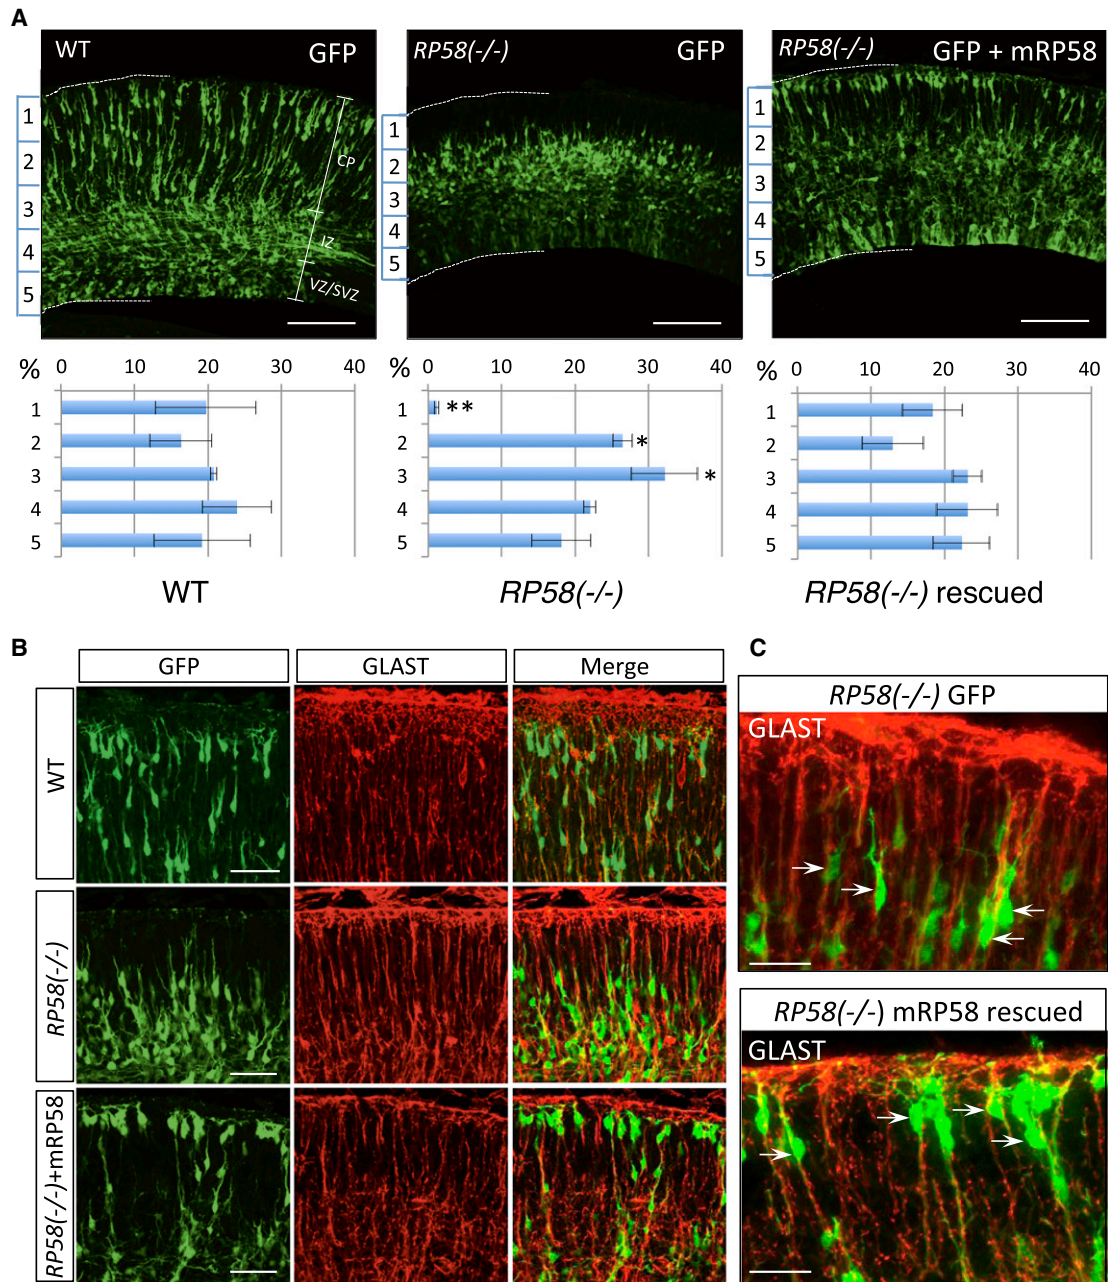 A
WT GFP
RP58(-/-) GFP
RP58(-/-) GFP + mRP58
1
2
3
4
5
CP
IZ
VZ/SVZ
1
2
3
4
5
1
2
3
4
5
% 0 10 20 30 40
1
2
3
4
5
WT
% 0 10 20 30 40
1 **
2 *
3 *
4
5
RP58(-/-)
% 0 10 20 30 40
1
2
3
4
5
RP58(-/-) rescued
B
GFP GLAST Merge
WT
RP58(-/-)
RP58(-/-)+mRP58
C
RP58(-/-) GFP
GLAST
RP58(-/-) mRP58 rescued
GLAST